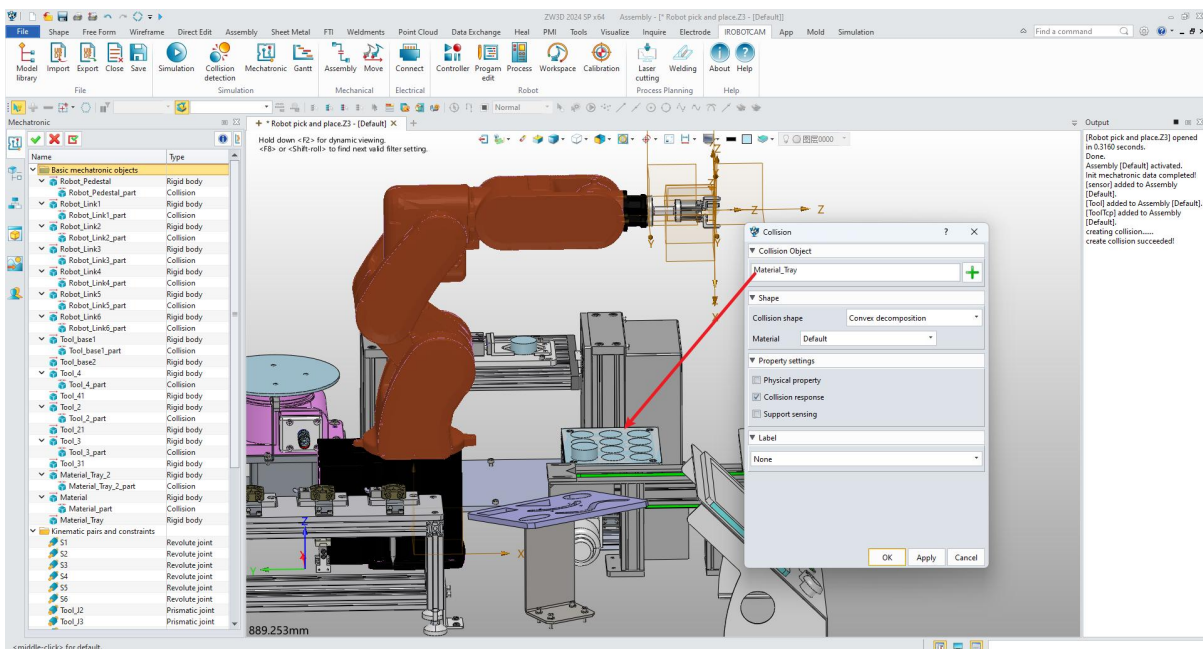 ZW3D 2024 SP x64 Assembly - [* Robot pick and place.Z3 - [Default]]
File Shape Free Form Wireframe Direct Edit Assembly Sheet Metal FTI Weldments Point Cloud Data Exchange Heal PMI Tools Visualize Inquire Electrode IROBOTCAM App Mold Simulation
Find a command
Model library Import Export Close Save Simulation Collision detection Mechatronic Gantt Assembly Move Connect Controller Progam edit Process Workspace Calibration Laser cutting Welding About Help
File Simulation Mechanical Electrical Robot Process Planning Help
Normal
Mechatronic
Name Type
Basic mechatronic objects
Robot_Pedestal Rigid body
Robot_Pedestal_part Collision
Robot_Link1 Rigid body
Robot_Link1_part Collision
Robot_Link2 Rigid body
Robot_Link2_part Collision
Robot_Link3 Rigid body
Robot_Link3_part Collision
Robot_Link4 Rigid body
Robot_Link4_part Collision
Robot_Link5 Rigid body
Robot_Link5_part Collision
Robot_Link6 Rigid body
Robot_Link6_part Collision
Tool_base1 Rigid body
Tool_base1_part Collision
Tool_base2 Rigid body
Tool_4 Rigid body
Tool_4_part Collision
Tool_41 Rigid body
Tool_2 Rigid body
Tool_2_part Collision
Tool_21 Rigid body
Tool_3 Rigid body
Tool_3_part Collision
Tool_31 Rigid body
Material_Tray_2 Rigid body
Material_Tray_2_part Collision
Material Rigid body
Material_part Collision
Material_Tray Rigid body
Kinematic pairs and constraints
S1 Revolute joint
S2 Revolute joint
S3 Revolute joint
S4 Revolute joint
S5 Revolute joint
S6 Revolute joint
Tool_J2 Prismatic joint
Tool_J3 Prismatic joint
* Robot pick and place.Z3 - [Default]
Hold down <F2> for dynamic viewing.
<F8> or <Shift-roll> to find next valid filter setting.
图层0000
Z
Z
Z
Y
Y
Z
X
X
Y
889.253mm
Collision
Collision Object
Material_Tray
Shape
Collision shape Convex decomposition
Material Default
Property settings
Physical property
Collision response
Support sensing
Label
None
OK Apply Cancel
Output
[Robot pick and place.Z3] opened
in 0.3160 seconds.
Done.
Assembly [Default] activated.
Init mechatronic data completed!
[sensor] added to Assembly
[Default].
[Tool] added to Assembly [Default].
[ToolTcp] added to Assembly
[Default].
creating collision......
create collision succeeded!
<middle-click> for default.